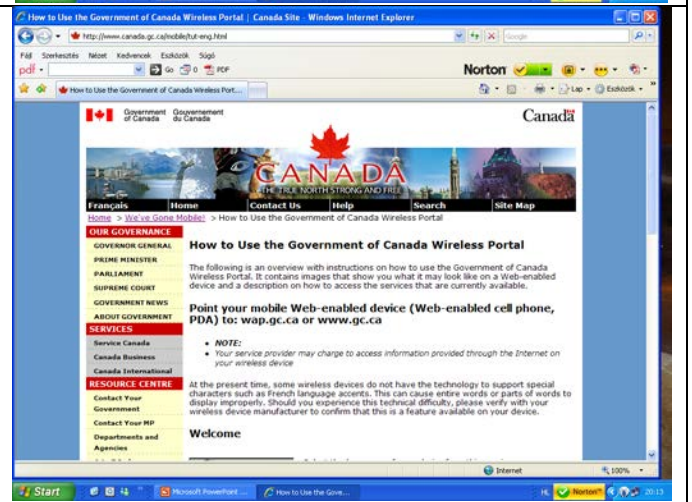 How to Use the Government of Canada Wireless Portal | Canada Site - Windows Internet Explorer
http://www.canada.gc.ca/mobile/tut-eng.html
Google
Fájl Szerkesztés Nézet Kedvencek Eszközök Súgó
pdf Go 0 PDF
Norton
How to Use the Government of Canada Wireless Port...
Lap Eszközök
Government of Canada
Gouvernement du Canada
Canada
CANADA
THE TRUE NORTH STRONG AND FREE
Français Home Contact Us Help Search Site Map
Home > We've Gone Mobile! > How to Use the Government of Canada Wireless Portal
OUR GOVERNANCE
GOVERNOR GENERAL
PRIME MINISTER
PARLIAMENT
SUPREME COURT
GOVERNMENT NEWS
ABOUT GOVERNMENT
SERVICES
Service Canada
Canada Business
Canada International
RESOURCE CENTRE
Contact Your
Government
Contact Your MP
Departments and
Agencies
How to Use the Government of Canada Wireless Portal
The following is an overview with instructions on how to use the Government of Canada
Wireless Portal. It contains images that show you what it may look like on a Web-enabled
device and a description on how to access the services that are currently available.
Point your mobile Web-enabled device (Web-enabled cell phone,
PDA) to: wap.gc.ca or www.gc.ca
• NOTE:
• Your service provider may charge to access information provided through the Internet on
your wireless device
At the present time, some wireless devices do not have the technology to support special
characters such as French language accents. This can cause entire words or parts of words to
display improperly. Should you experience this technical difficulty, please verify with your
wireless device manufacturer to confirm that this is a feature available on your device.
Welcome
Internet 100%
Start Microsoft PowerPoint ... How to Use the Gove... HU Norton 20:13